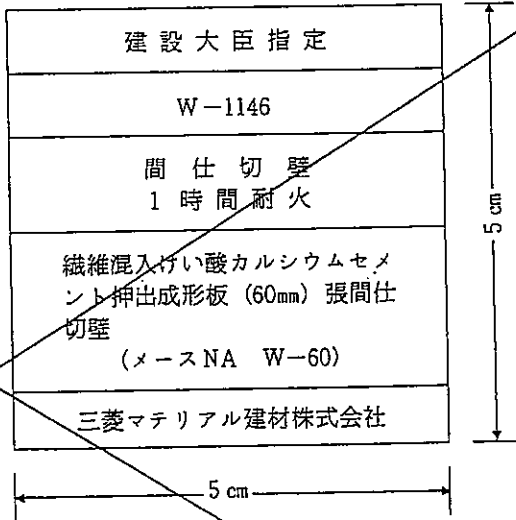 建設大臣指定
W-1146
間仕切壁
1時間耐火
繊維混入けい酸カルシウムセメ
ント押出成形板(60㎜)張間仕
切壁
(メースNA W-60)
三菱マテリアル建材株式会社
5㎝
5㎝